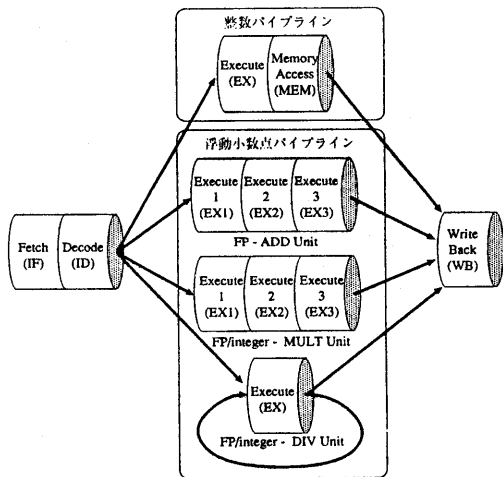 整数パイプライン
Execute
(EX)
Memory
Access
(MEM)
浮動小数点パイプライン
Execute
1
(EX1)
Execute
2
(EX2)
Execute
3
(EX3)
FP - ADD Unit
Fetch
(IF)
Decode
(ID)
Write
Back
(WB)
Execute
1
(EX1)
Execute
2
(EX2)
Execute
3
(EX3)
FP/integer - MULT Unit
Execute
(EX)
FP/integer - DIV Unit